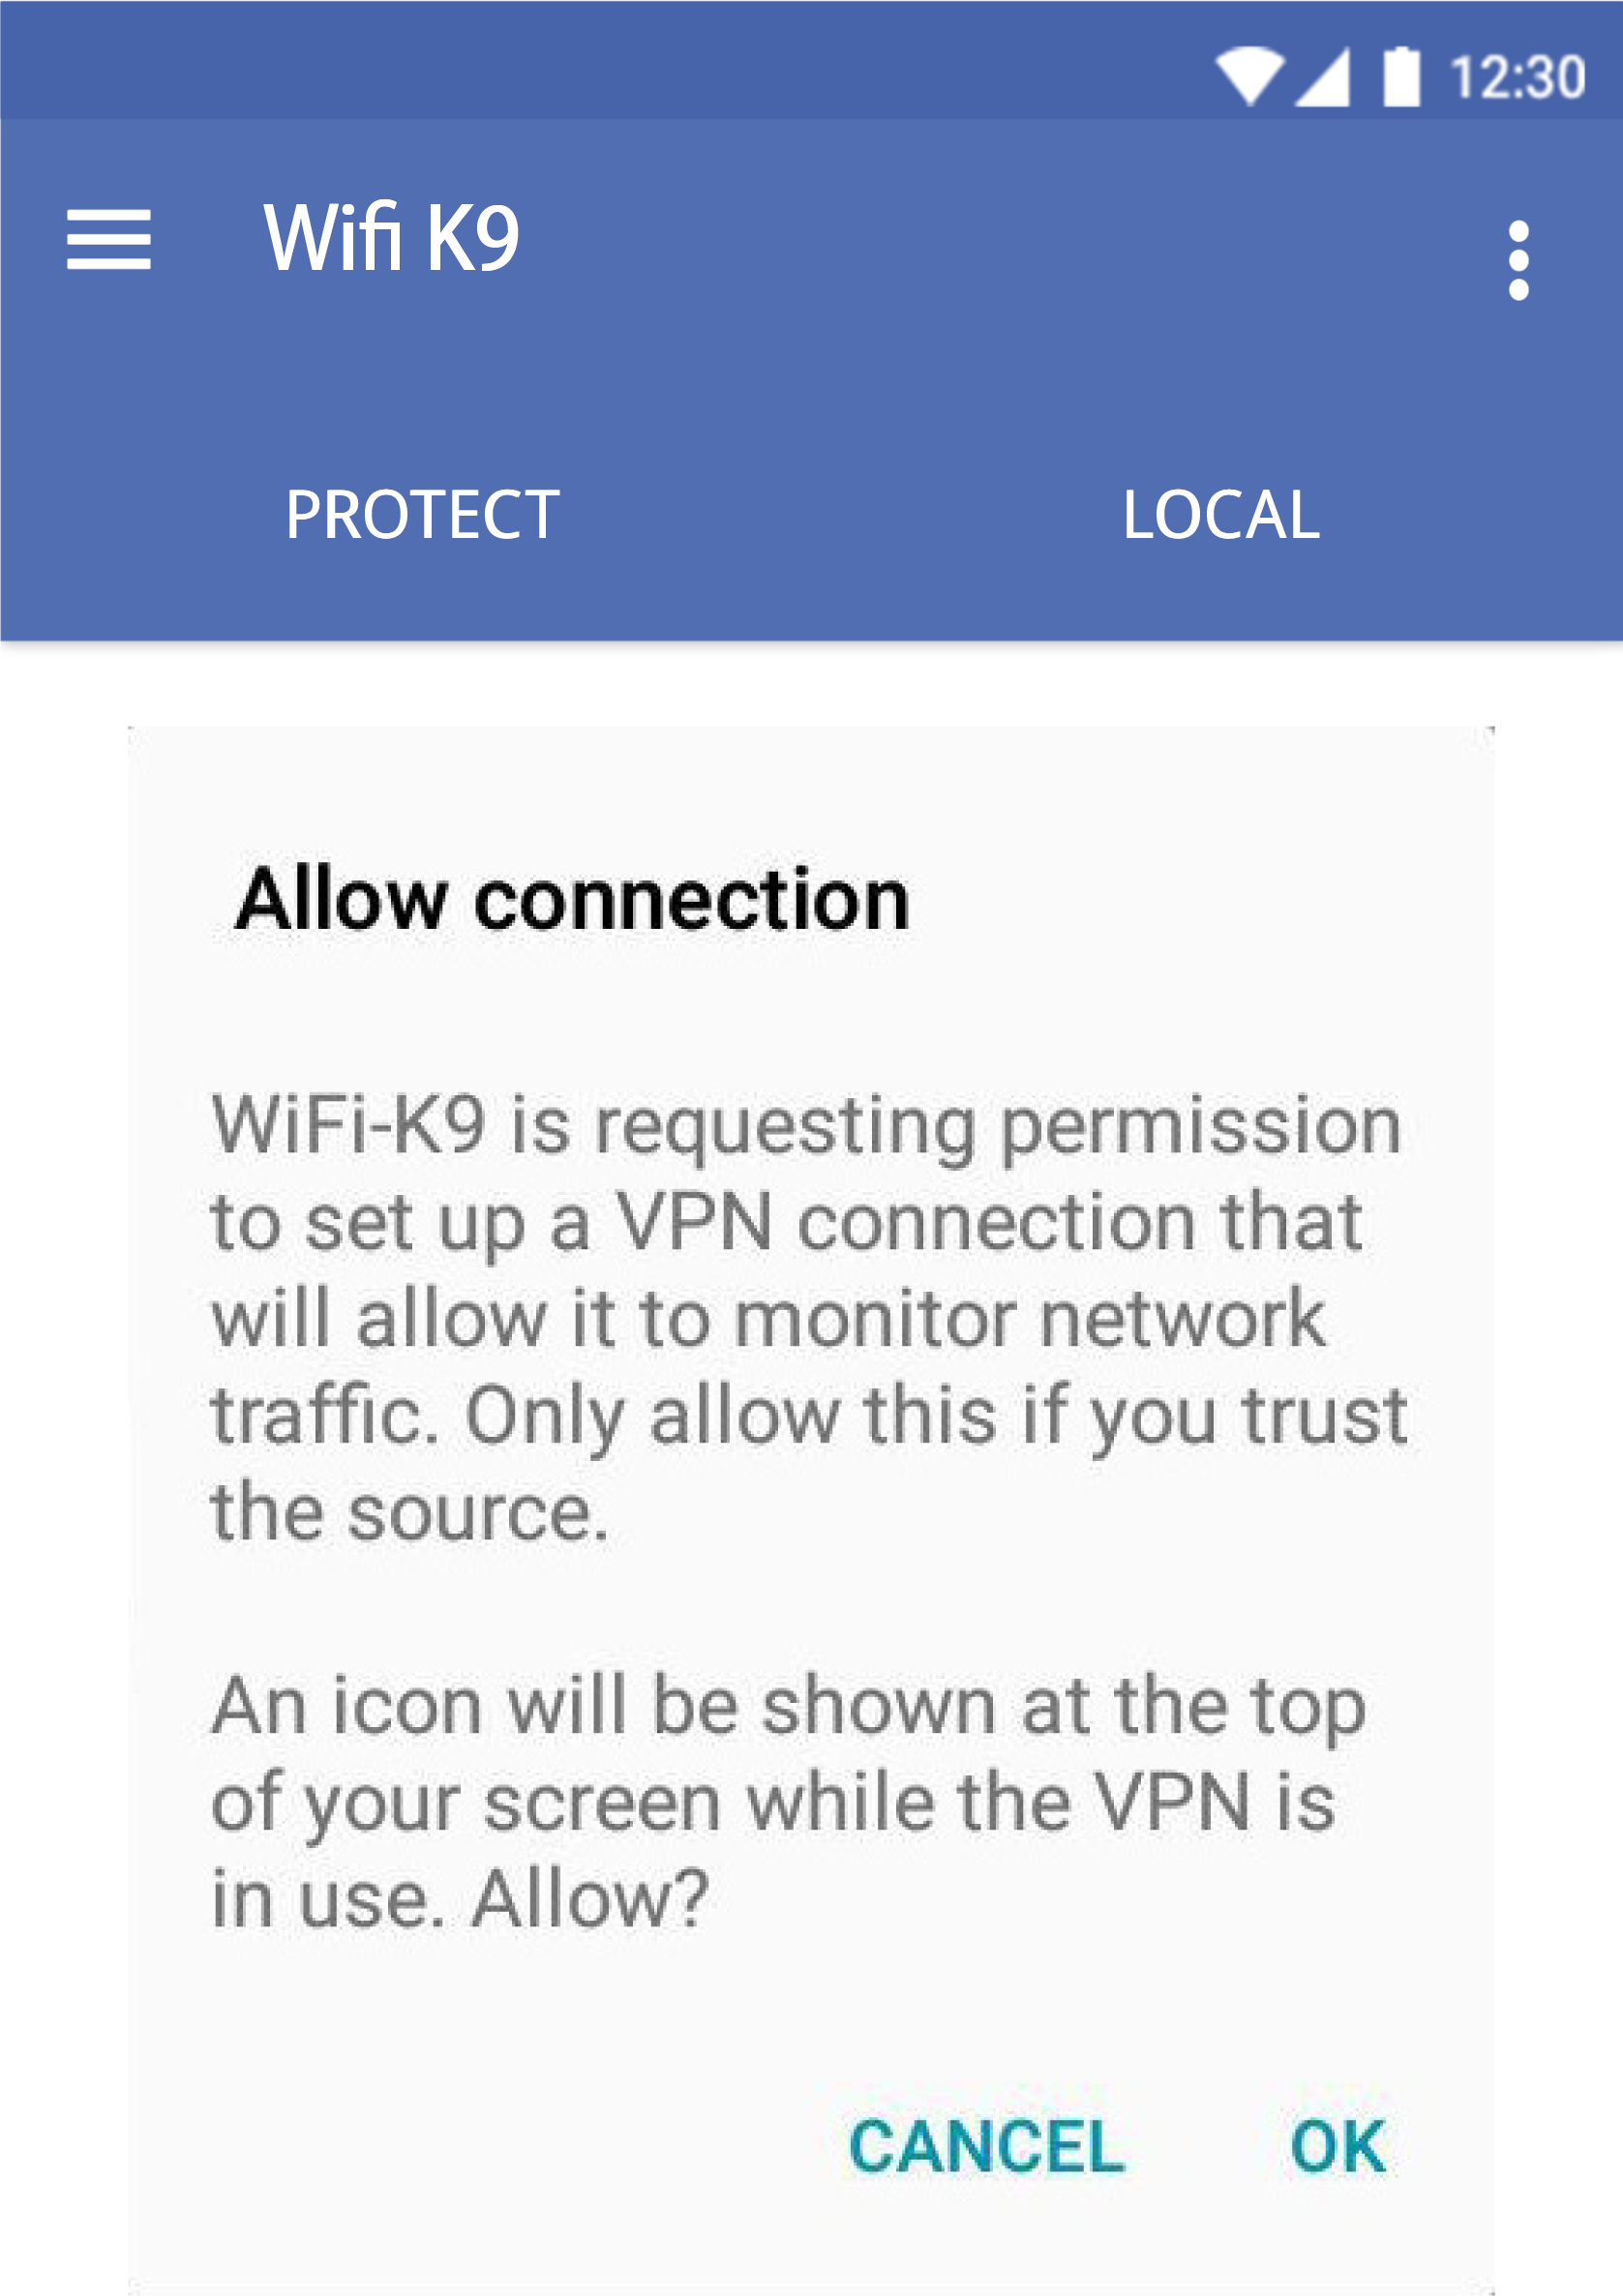 12:30
Wifi K9
PROTECT LOCAL
Allow connection
WiFi-K9 is requesting permission
to set up a VPN connection that
will allow it to monitor network
traffic. Only allow this if you trust
the source.
An icon will be shown at the top
of your screen while the VPN is
in use. Allow?
CANCEL OK